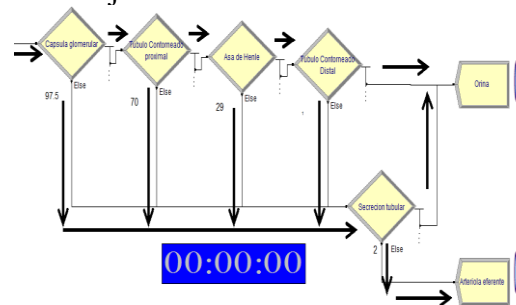 Capsula glomerular
Tubulo Contorneado
proximal
Asa de Henle
Tubulo Contorneado
Distal
Else
97.5
Else
70
Else
29
Else
Orina
Secrecion tubular
2
Else
00:00:00
Arteriola eferente